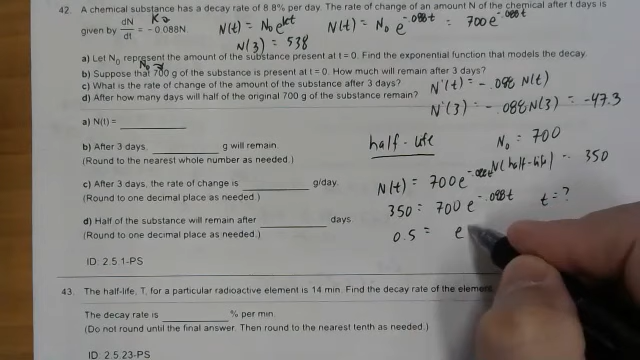 42. A chemical substance has a decay rate of 8.8% per day. The rate of change of an amount N of the chemical after t days is
given by dN/dt = - 0.088N.
K=
N(t) = N₀e^kt
N(t) = N₀ e^-.088t = 700e^-.088t
N(3) = 538
a) Let N₀ represent the amount of the substance present at t = 0. Find the exponential function that models the decay.
N₀
b) Suppose that 700 g of the substance is present at t = 0. How much will remain after 3 days?
c) What is the rate of change of the amount of the substance after 3 days?
d) After how many days will half of the original 700 g of the substance remain?
N'(t) = -.088 N(t)
N'(3) = -.088N(3) = -47.3
a) N(t) =
b) After 3 days, g will remain.
(Round to the nearest whole number as needed.)
c) After 3 days, the rate of change is g/day.
(Round to one decimal place as needed.)
d) Half of the substance will remain after days.
(Round to one decimal place as needed.)
half-life
N₀ = 700
N(half-life) = 350
N(t) = 700e^-.088t
350 = 700 e^-.088t
t = ?
0.5 = e
ID: 2.5.1-PS
43. The half-life, T, for a particular radioactive element is 14 min. Find the decay rate of the element
The decay rate is % per min.
(Do not round until the final answer. Then round to the nearest tenth as needed.)
ID: 2.5.23-PS